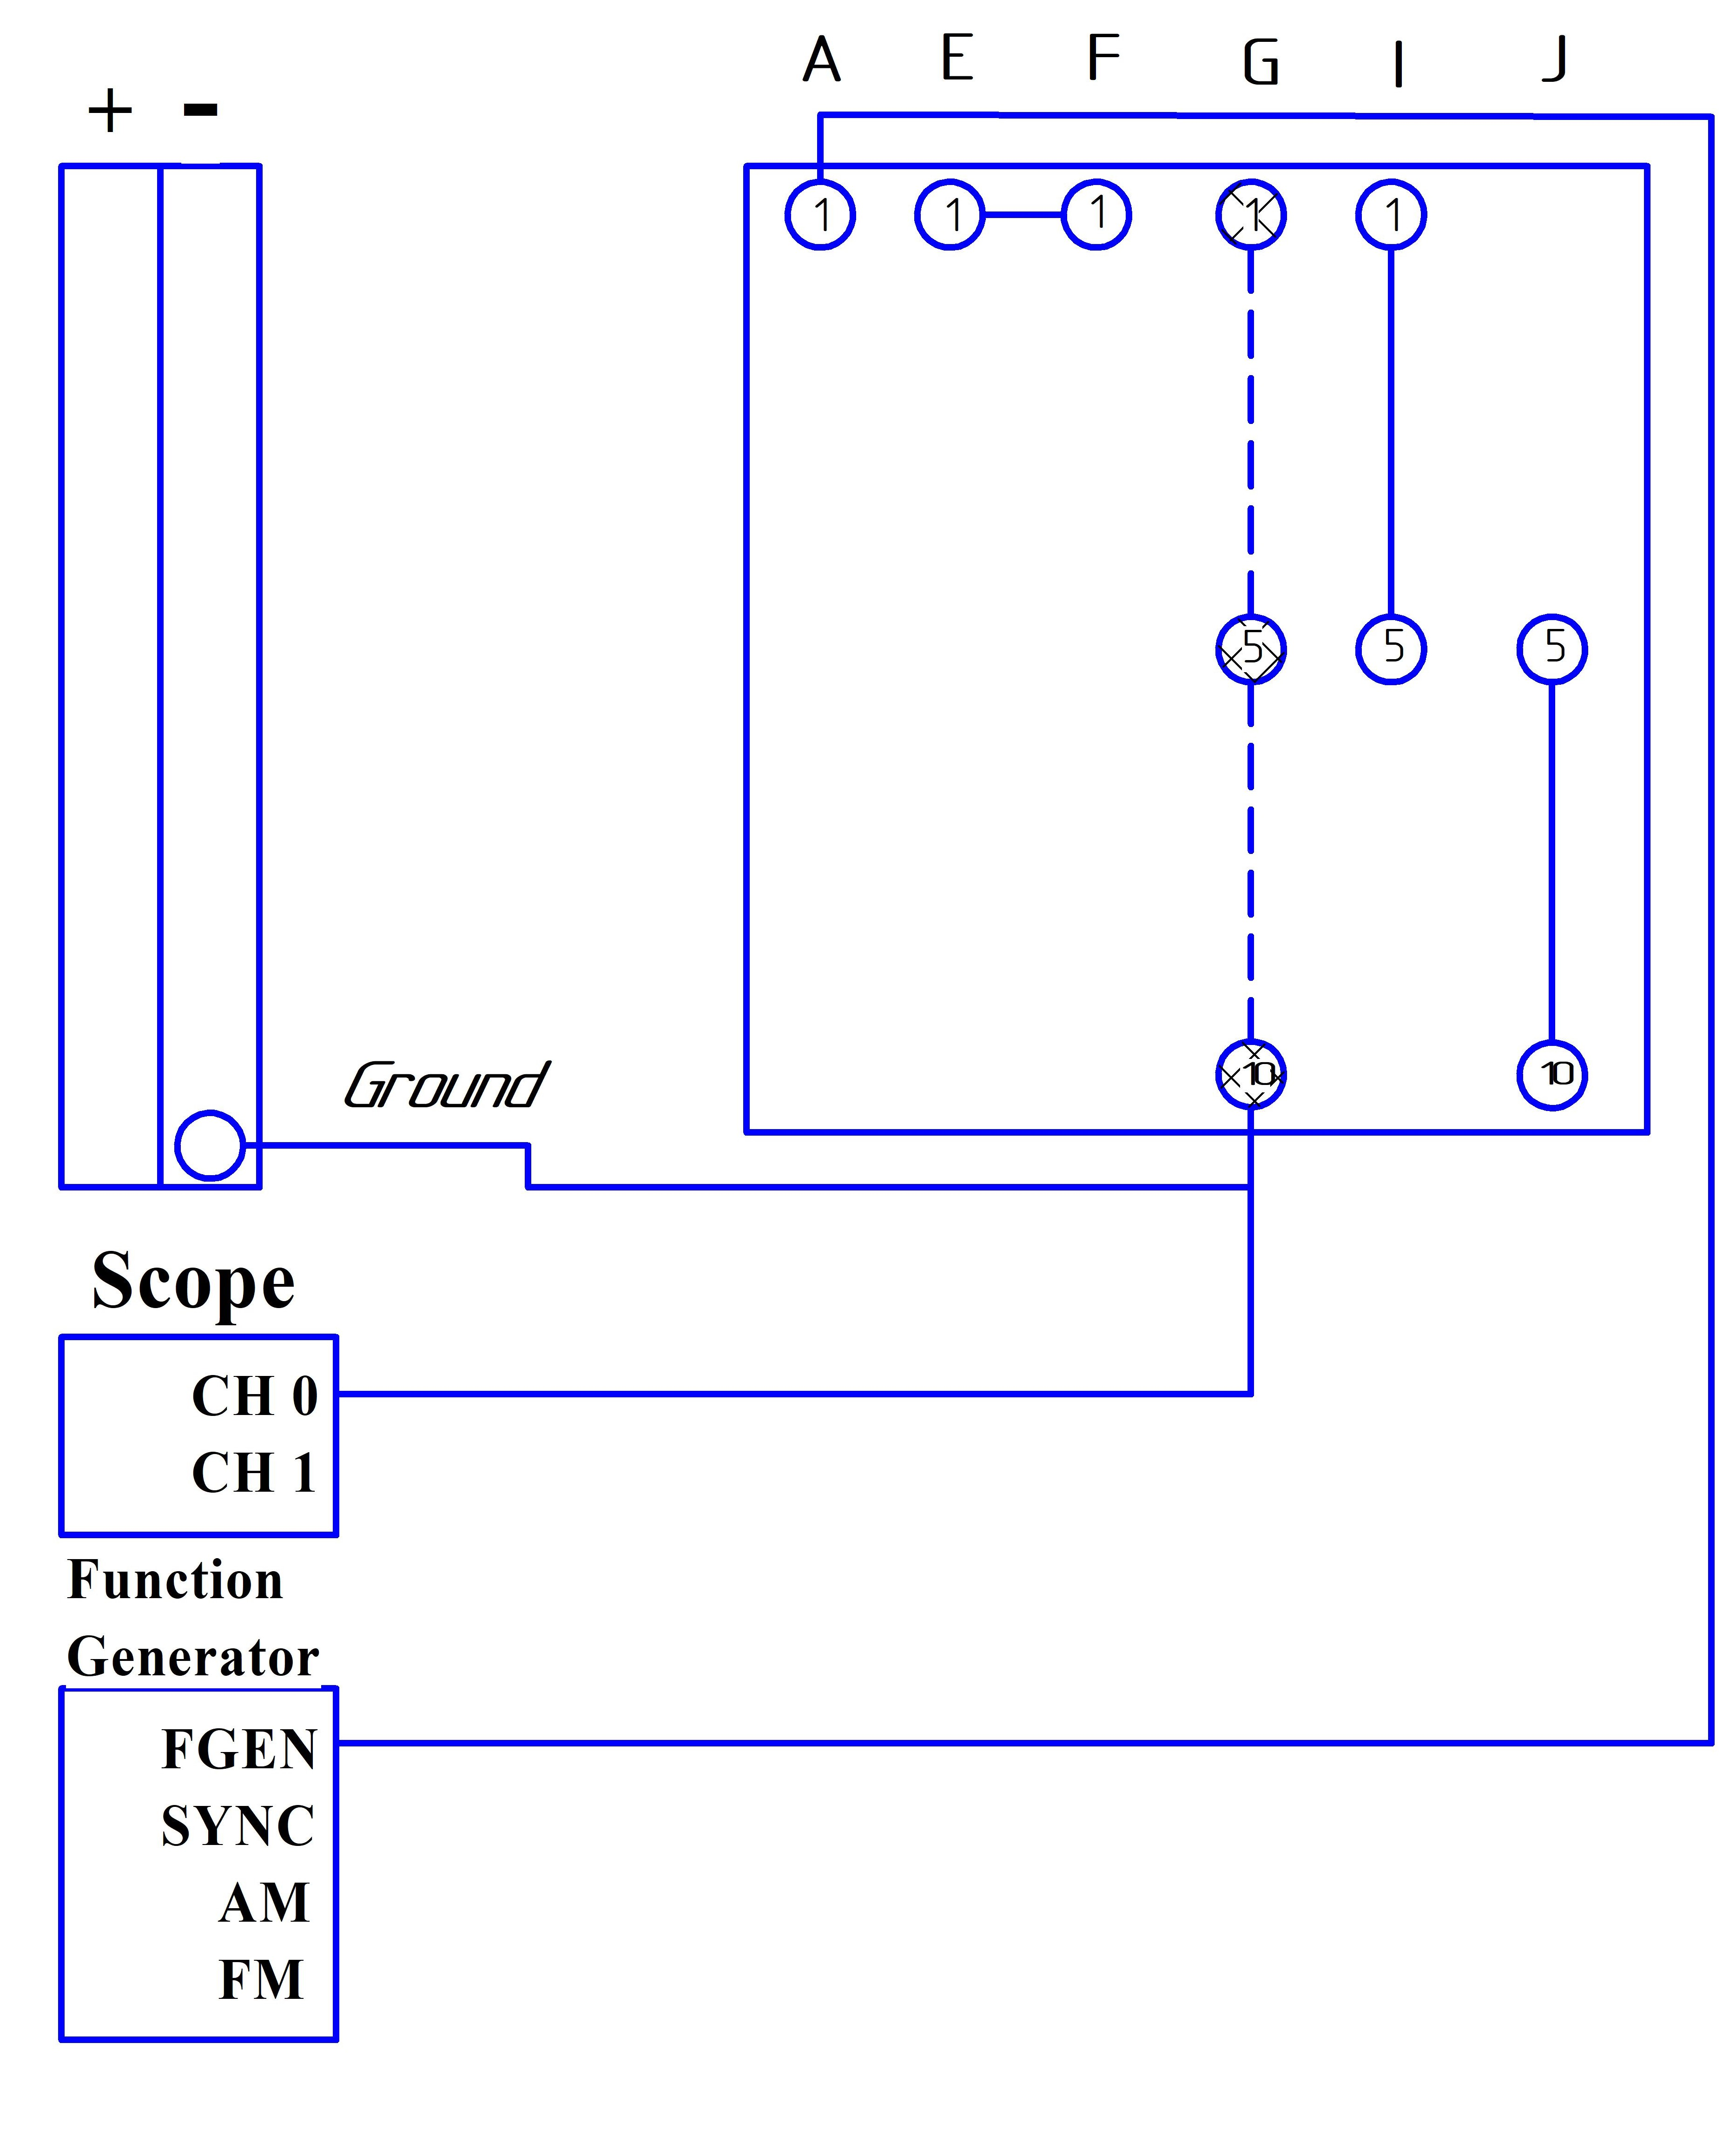 A E F G I J
+ -
1 1 1 1 1
5 5 5
Ground
10 10
Scope
CH 0
CH 1
Function
Generator
FGEN
SYNC
AM
FM